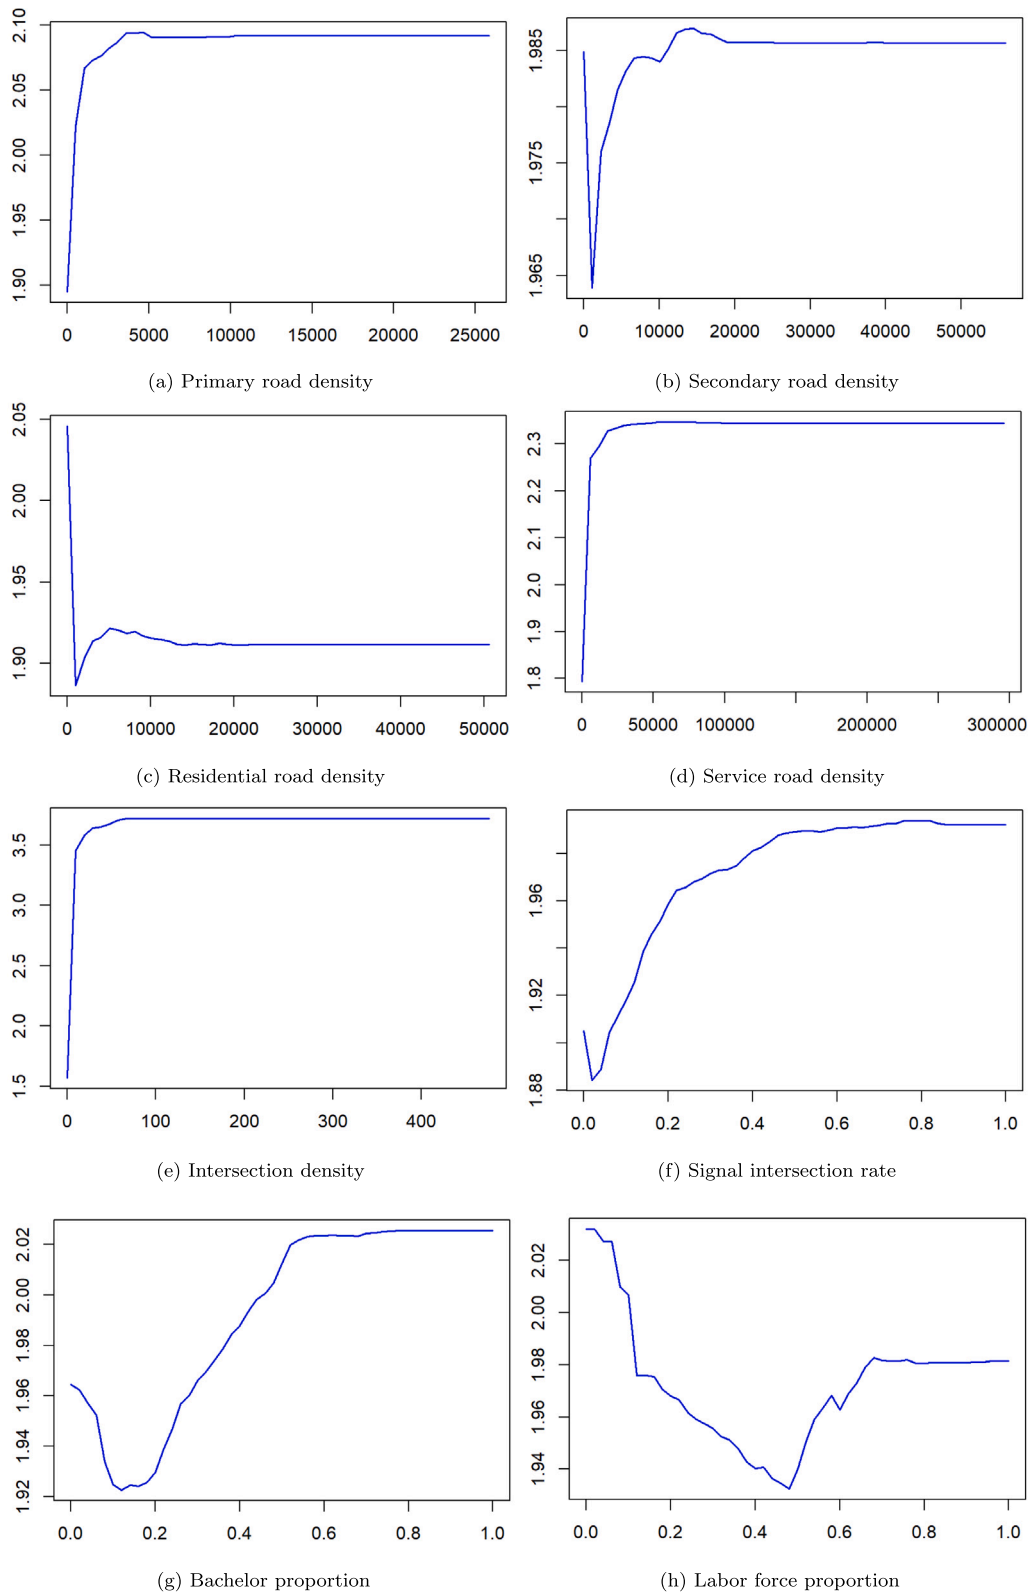 2.10
2.05
2.00
1.95
1.90
0 5000 10000 15000 20000 25000
(a) Primary road density
1.985
1.975
1.965
0 10000 20000 30000 40000 50000
(b) Secondary road density
2.05
2.00
1.95
1.90
0 10000 20000 30000 40000 50000
(c) Residential road density
2.3
2.2
2.1
2.0
1.9
1.8
0 50000 100000 200000 300000
(d) Service road density
3.5
3.0
2.5
2.0
1.5
0 100 200 300 400
(e) Intersection density
1.96
1.92
1.88
0.0 0.2 0.4 0.6 0.8 1.0
(f) Signal intersection rate
2.02
2.00
1.98
1.96
1.94
1.92
0.0 0.2 0.4 0.6 0.8 1.0
(g) Bachelor proportion
2.02
2.00
1.98
1.96
1.94
0.0 0.2 0.4 0.6 0.8 1.0
(h) Labor force proportion